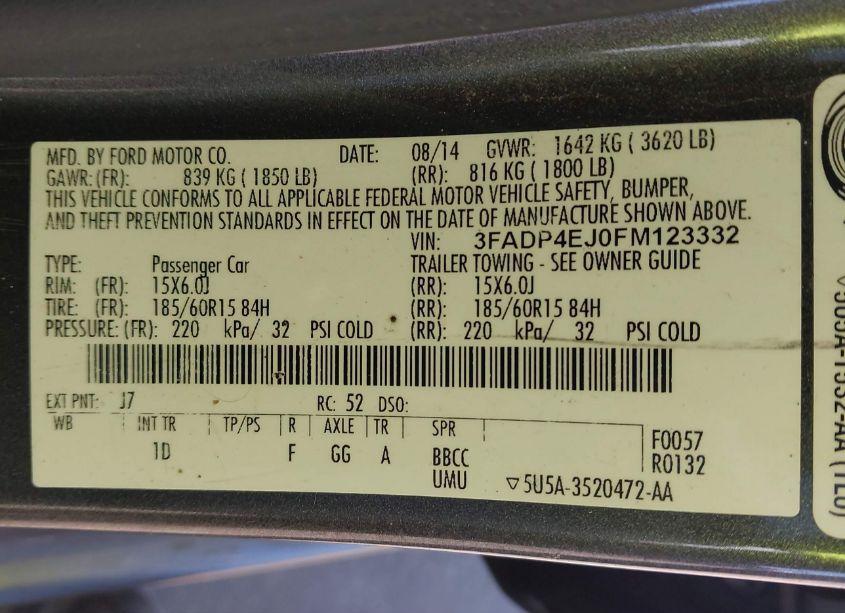 MFD. BY FORD MOTOR CO. DATE: 08/14 GVWR: 1642 KG ( 3620 LB)
GAWR: (FR): 839 KG ( 1850 LB) (RR): 816 KG ( 1800 LB)
THIS VEHICLE CONFORMS TO ALL APPLICABLE FEDERAL MOTOR VEHICLE SAFETY, BUMPER,
AND THEFT PREVENTION STANDARDS IN EFFECT ON THE DATE OF MANUFACTURE SHOWN ABOVE.
VIN: 3FADP4EJ0FM123332
TYPE: Passenger Car TRAILER TOWING - SEE OWNER GUIDE
RIM: (FR): 15X6.0J (RR): 15X6.0J
TIRE: (FR): 185/60R15 84H (RR): 185/60R15 84H
PRESSURE: (FR): 220 kPa/ 32 PSI COLD (RR): 220 kPa/ 32 PSI COLD
EXT PNT: J7 RC: 52 DSO:
WB INT TR TP/PS R AXLE TR SPR F0057
1D F GG A BBCC R0132
UMU ▽5U5A-3520472-AA